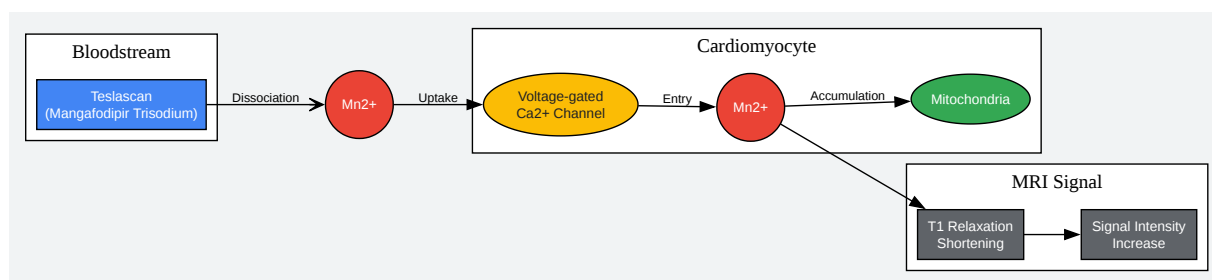 Bloodstream
Teslascan
(Mangafodipir Trisodium)
Dissociation
Mn2+
Uptake
Cardiomyocyte
Voltage-gated
Ca2+ Channel
Entry
Mn2+
Accumulation
Mitochondria
MRI Signal
T1 Relaxation
Shortening
Signal Intensity
Increase